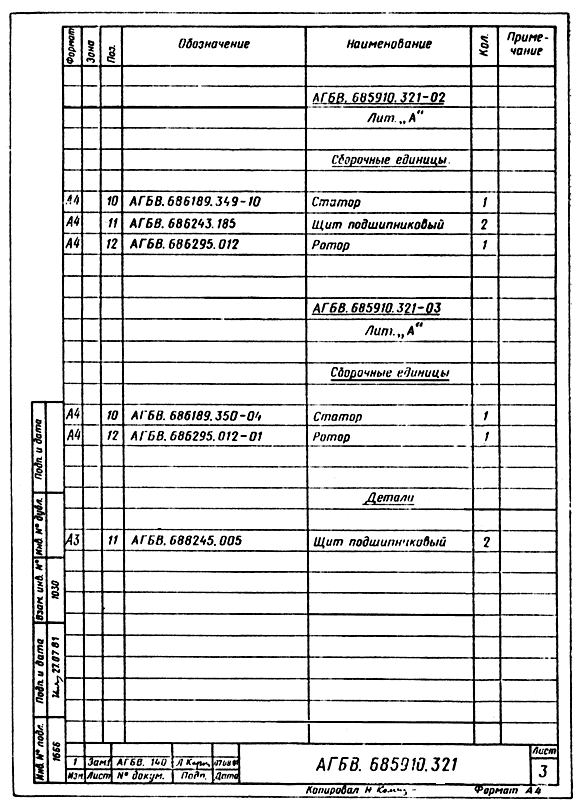 Формат Зона Поз. Обозначение Наименование Кол. Приме-
чание
АГБВ. 685910. 321-02
Лит. „А“
Сборочные единицы.
А4 10 АГБВ. 686189. 349-10 Статор 1
А4 11 АГБВ. 686243. 185 Щит подшипниковый 2
А4 12 АГБВ. 686295. 012 Ротор 1
АГБВ. 685910. 321-03
Лит. „А“
Сборочные единицы
А4 10 АГБВ. 686189. 350-04 Статор 1
А4 12 АГБВ. 686295. 012-01 Ротор 1
Детали
А3 11 АГБВ. 688245. 005 Щит подшипниковый 2
Подп. и дата
Инв. № дубл.
Взам. инв. № 1030
Подп. и дата 22.07.81
Инв. № подл. 1666
1 Зам. АГБВ. 140
Изм Лист № докум. Подп. Дата
АГБВ. 685910. 321
Лист
3
Копировал Формат А4